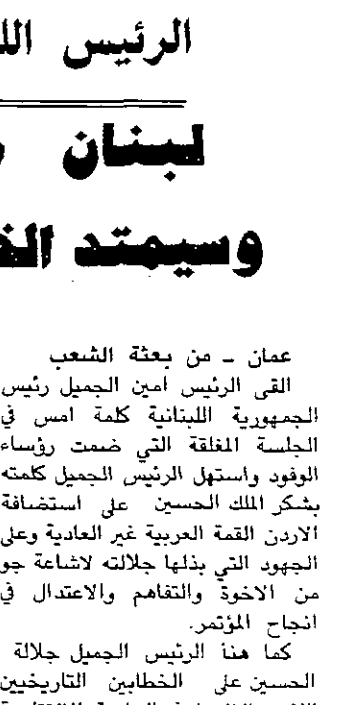 الرئيس
لبنان
وسيمتد
عمان - من بعثة الشعب
القى الرئيس امين الجميل رئيس
الجمهورية اللبنانية كلمة امس في
الجلسة المغلقة التي ضمت رؤساء
الوفود واستهل الرئيس الجميل كلمته
بشكر الملك الحسين على استضافة
الاردن القمة العربية غير العادية وعلى
الجهود التي بذلها جلالته لاشاعة جو
من الاخوة والتفاهم والاعتدال في
انجاح المؤتمر.
كما هنأ الرئيس الجميل جلالة
الحسين على الخطابين التاريخيين